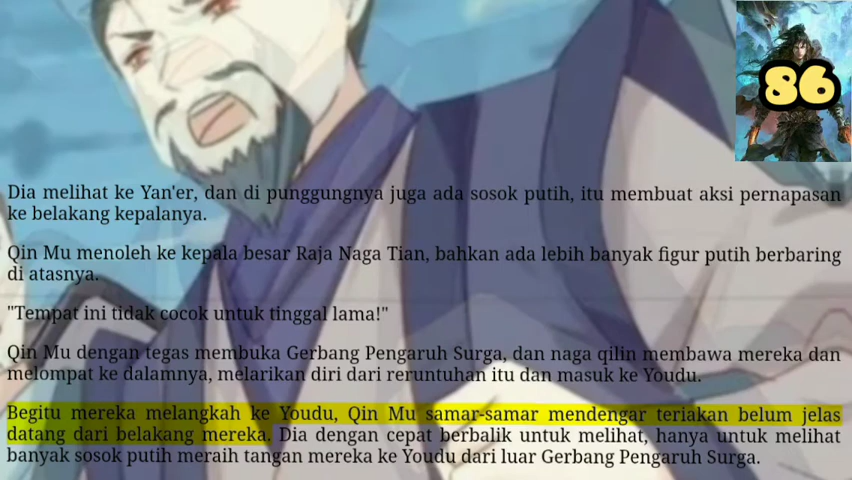 86
Dia melihat ke Yan'er, dan di punggungnya juga ada sosok putih, itu membuat aksi pernapasan
ke belakang kepalanya.
Qin Mu menoleh ke kepala besar Raja Naga Tian, bahkan ada lebih banyak figur putih berbaring
di atasnya.
"Tempat ini tidak cocok untuk tinggal lama!"
Qin Mu dengan tegas membuka Gerbang Pengaruh Surga, dan naga qilin membawa mereka dan
melompat ke dalamnya, melarikan diri dari reruntuhan itu dan masuk ke Youdu.
Begitu mereka melangkah ke Youdu, Qin Mu samar-samar mendengar teriakan belum jelas
datang dari belakang mereka. Dia dengan cepat berbalik untuk melihat, hanya untuk melihat
banyak sosok putih meraih tangan mereka ke Youdu dari luar Gerbang Pengaruh Surga.